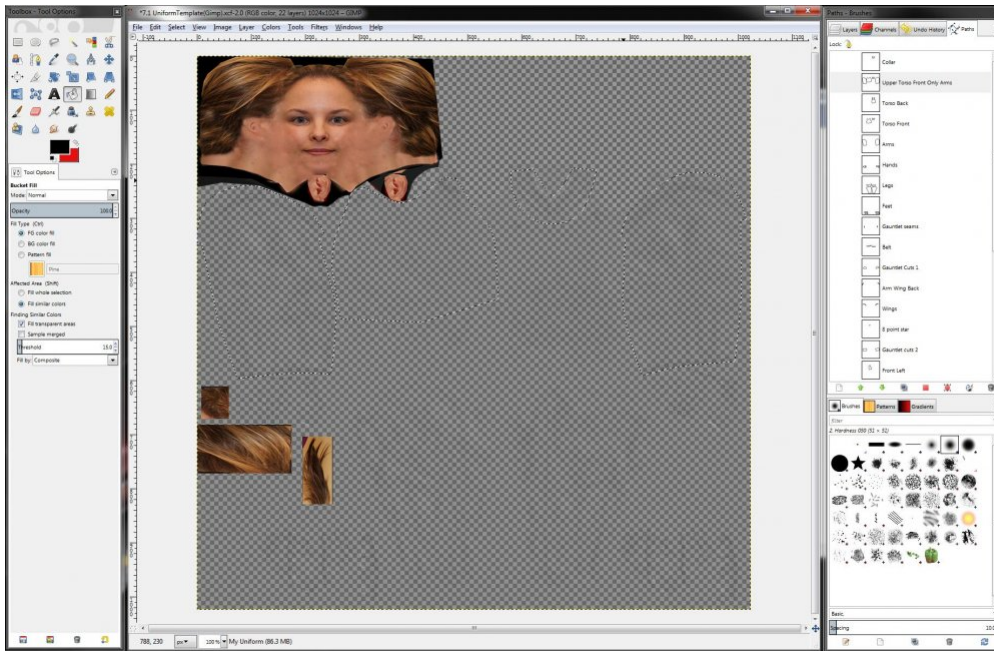 Toolbox - Tool Options
*7.1 UniformTemplate(Gimp).xcf-2.0 (RGB color, 22 layers) 1024x1024 – GIMP
Paths - Brushes
File Edit Select View Image Layer Colors Tools Filters Windows Help
Layers Channels Undo History Paths
Lock:
Collar
Upper Torso Front Only Arms
Torso Back
Torso Front
Arms
Hands
Legs
Feet
Gauntlet seams
Belt
Gauntlet Cuts 1
Arm Wing Back
Wings
5 point star
Gauntlet cuts 2
Front Left
Tool Options
Bucket Fill
Mode: Normal
Opacity 100.0
Fill Type (Ctrl)
FG color fill
BG color fill
Pattern fill
Pine
Affected Area (Shift)
Fill whole selection
Fill similar colors
Finding Similar Colors
Fill transparent areas
Sample merged
Threshold 15.0
Fill by: Composite
Brushes Patterns Gradients
filter
2. Hardness 050 (51 × 51)
Basic
Spacing 10.0
788, 230 px 100% My Uniform (86.3 MB)